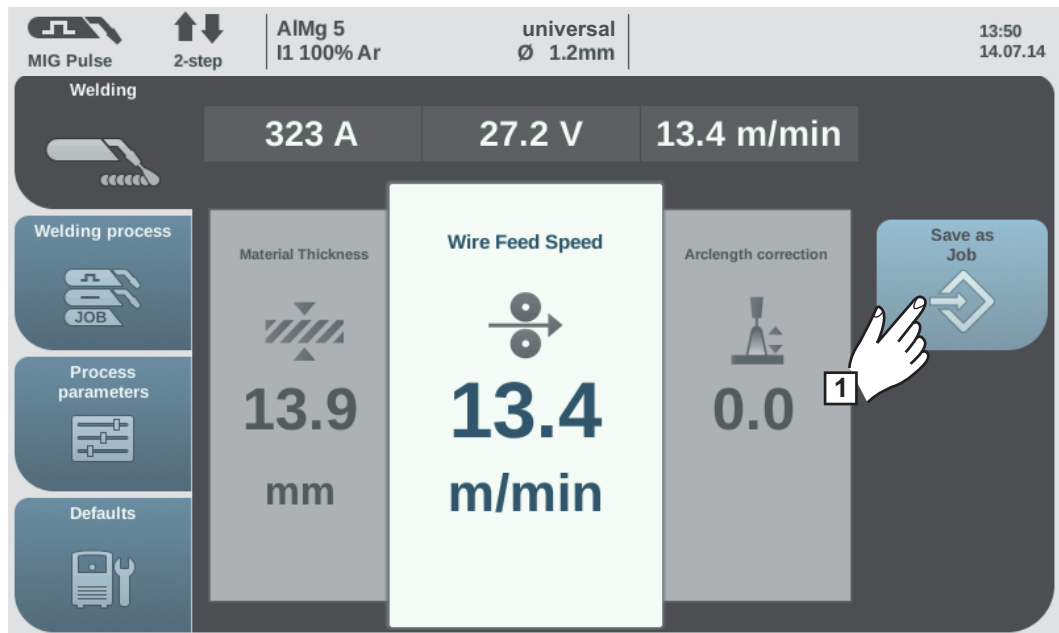 MIG Pulse
2-step
AlMg 5
I1 100% Ar
universal
Ø 1.2mm
13:50
14.07.14
Welding
323 A
27.2 V
13.4 m/min
Welding process
JOB
Process
parameters
Defaults
Material Thickness
13.9
mm
Wire Feed Speed
13.4
m/min
Arclength correction
0.0
Save as
Job
1